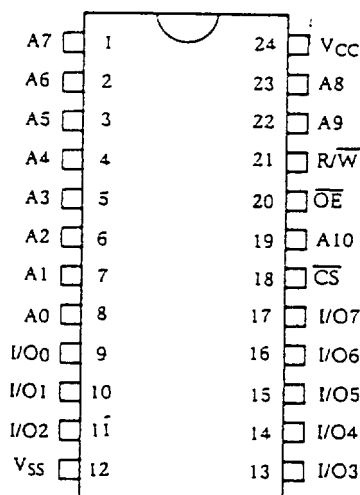 A7 1 24 VCC
A6 2 23 A8
A5 3 22 A9
A4 4 21 R/W̅
A3 5 20 O̅E̅
A2 6 19 A10
A1 7 18 C̅S̅
A0 8 17 I/O7
I/O0 9 16 I/O6
I/O1 10 15 I/O5
I/O2 11 14 I/O4
VSS 12 13 I/O3